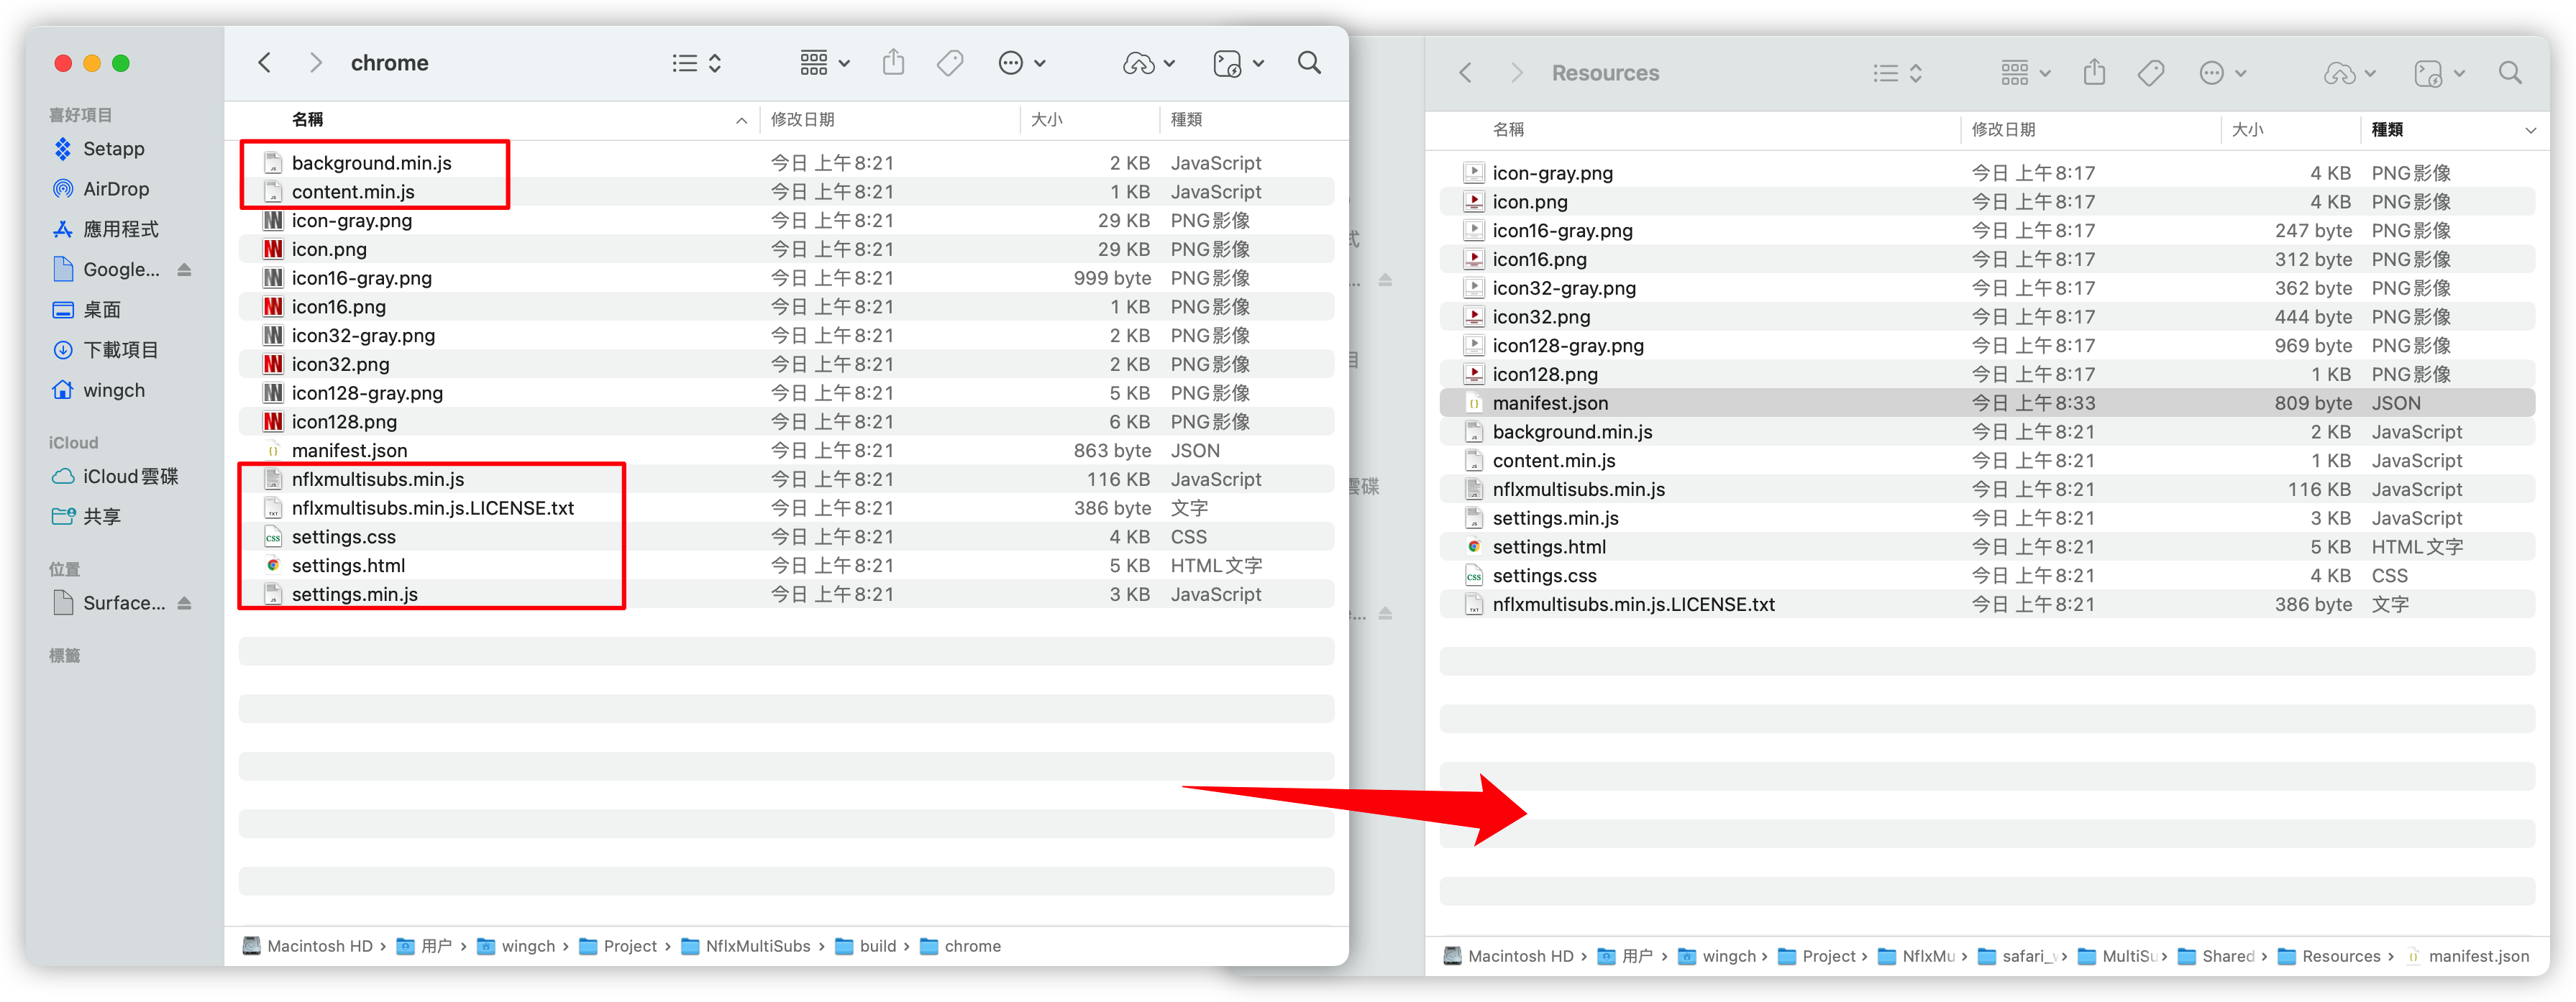 chrome
喜好項目
Setapp
AirDrop
應用程式
Google...
桌面
下載項目
wingch
iCloud
iCloud雲碟
共享
位置
Surface...
標籤
名稱 修改日期 大小 種類
background.min.js 今日 上午8:21 2 KB JavaScript
content.min.js 今日 上午8:21 1 KB JavaScript
icon-gray.png 今日 上午8:21 29 KB PNG影像
icon.png 今日 上午8:21 29 KB PNG影像
icon16-gray.png 今日 上午8:21 999 byte PNG影像
icon16.png 今日 上午8:21 1 KB PNG影像
icon32-gray.png 今日 上午8:21 2 KB PNG影像
icon32.png 今日 上午8:21 2 KB PNG影像
icon128-gray.png 今日 上午8:21 5 KB PNG影像
icon128.png 今日 上午8:21 6 KB PNG影像
manifest.json 今日 上午8:21 863 byte JSON
nflxmultisubs.min.js 今日 上午8:21 116 KB JavaScript
nflxmultisubs.min.js.LICENSE.txt 今日 上午8:21 386 byte 文字
settings.css 今日 上午8:21 4 KB CSS
settings.html 今日 上午8:21 5 KB HTML文字
settings.min.js 今日 上午8:21 3 KB JavaScript
Macintosh HD › 用户 › wingch › Project › NflxMultiSubs › build › chrome
Resources
名稱 修改日期 大小 種類
icon-gray.png 今日 上午8:17 4 KB PNG影像
icon.png 今日 上午8:17 4 KB PNG影像
icon16-gray.png 今日 上午8:17 247 byte PNG影像
icon16.png 今日 上午8:17 312 byte PNG影像
icon32-gray.png 今日 上午8:17 362 byte PNG影像
icon32.png 今日 上午8:17 444 byte PNG影像
icon128-gray.png 今日 上午8:17 969 byte PNG影像
icon128.png 今日 上午8:17 1 KB PNG影像
manifest.json 今日 上午8:33 809 byte JSON
background.min.js 今日 上午8:21 2 KB JavaScript
content.min.js 今日 上午8:21 1 KB JavaScript
nflxmultisubs.min.js 今日 上午8:21 116 KB JavaScript
settings.min.js 今日 上午8:21 3 KB JavaScript
settings.html 今日 上午8:21 5 KB HTML文字
settings.css 今日 上午8:21 4 KB CSS
nflxmultisubs.min.js.LICENSE.txt 今日 上午8:21 386 byte 文字
Macintosh HD › 用户 › wingch › Project › NflxMu › safari_ › MultiSu › Shared › Resources › manifest.json